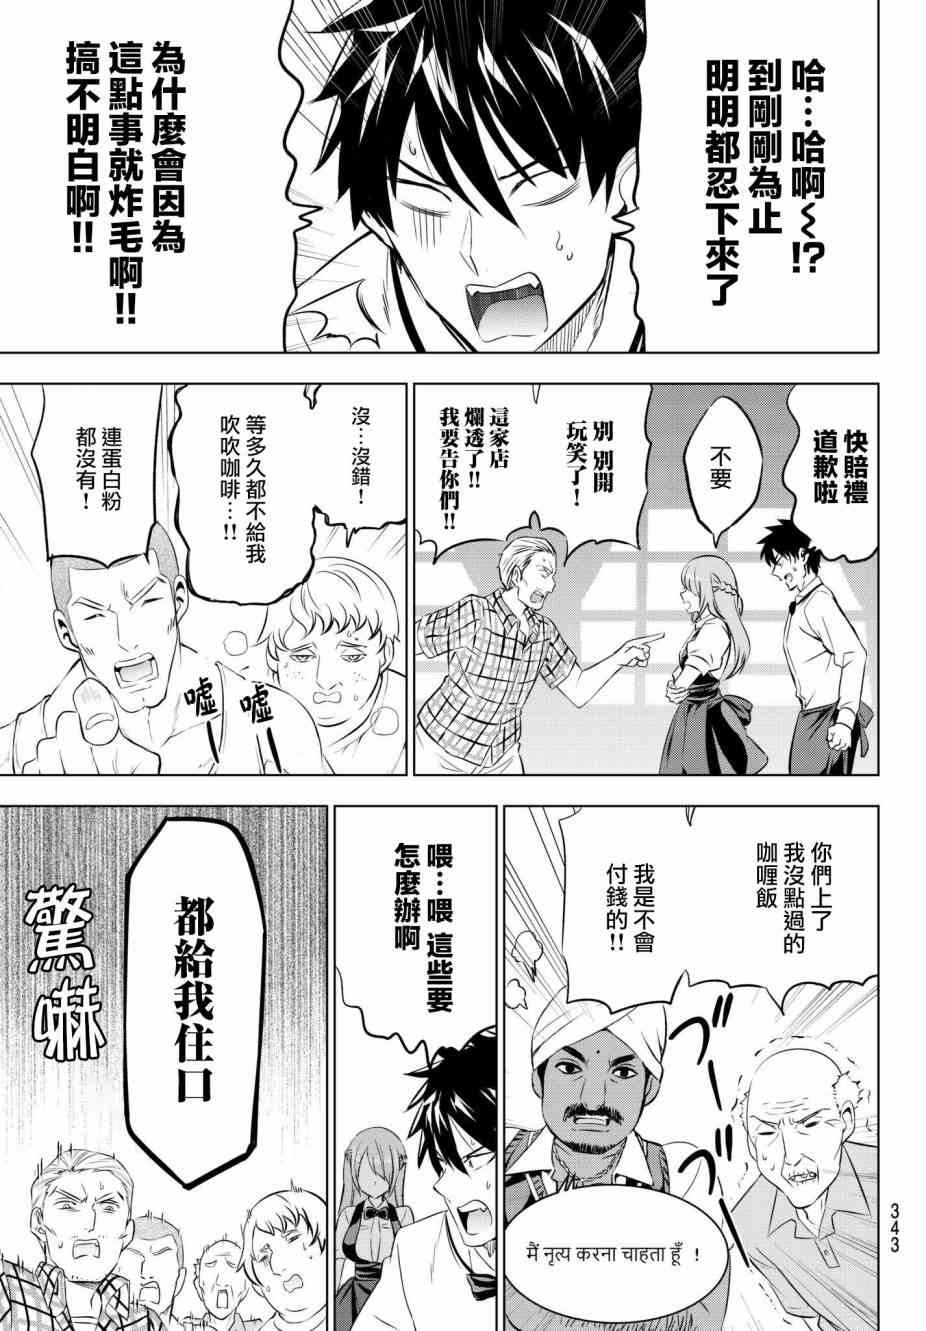 哈…哈啊～!?
到剛剛為止
明明都忍下來了
為什麼會因為
這點事就炸毛啊!!
搞不明白啊!!
快賠禮
道歉啦
不要
別 別開
玩笑了!
這家店
爛透了!!
我要告你們!!
沒…沒錯!
等多久都不給我
吹吹咖啡…!!
連蛋白粉
都沒有!
噓—
噓—
你們上了
我沒點過的
咖喱飯
我是不會
付錢的!!
मैं नृत्य करना चाहता हूँ !
喂…喂 這些要
怎麼辦啊
都給我住口
驚嚇
343